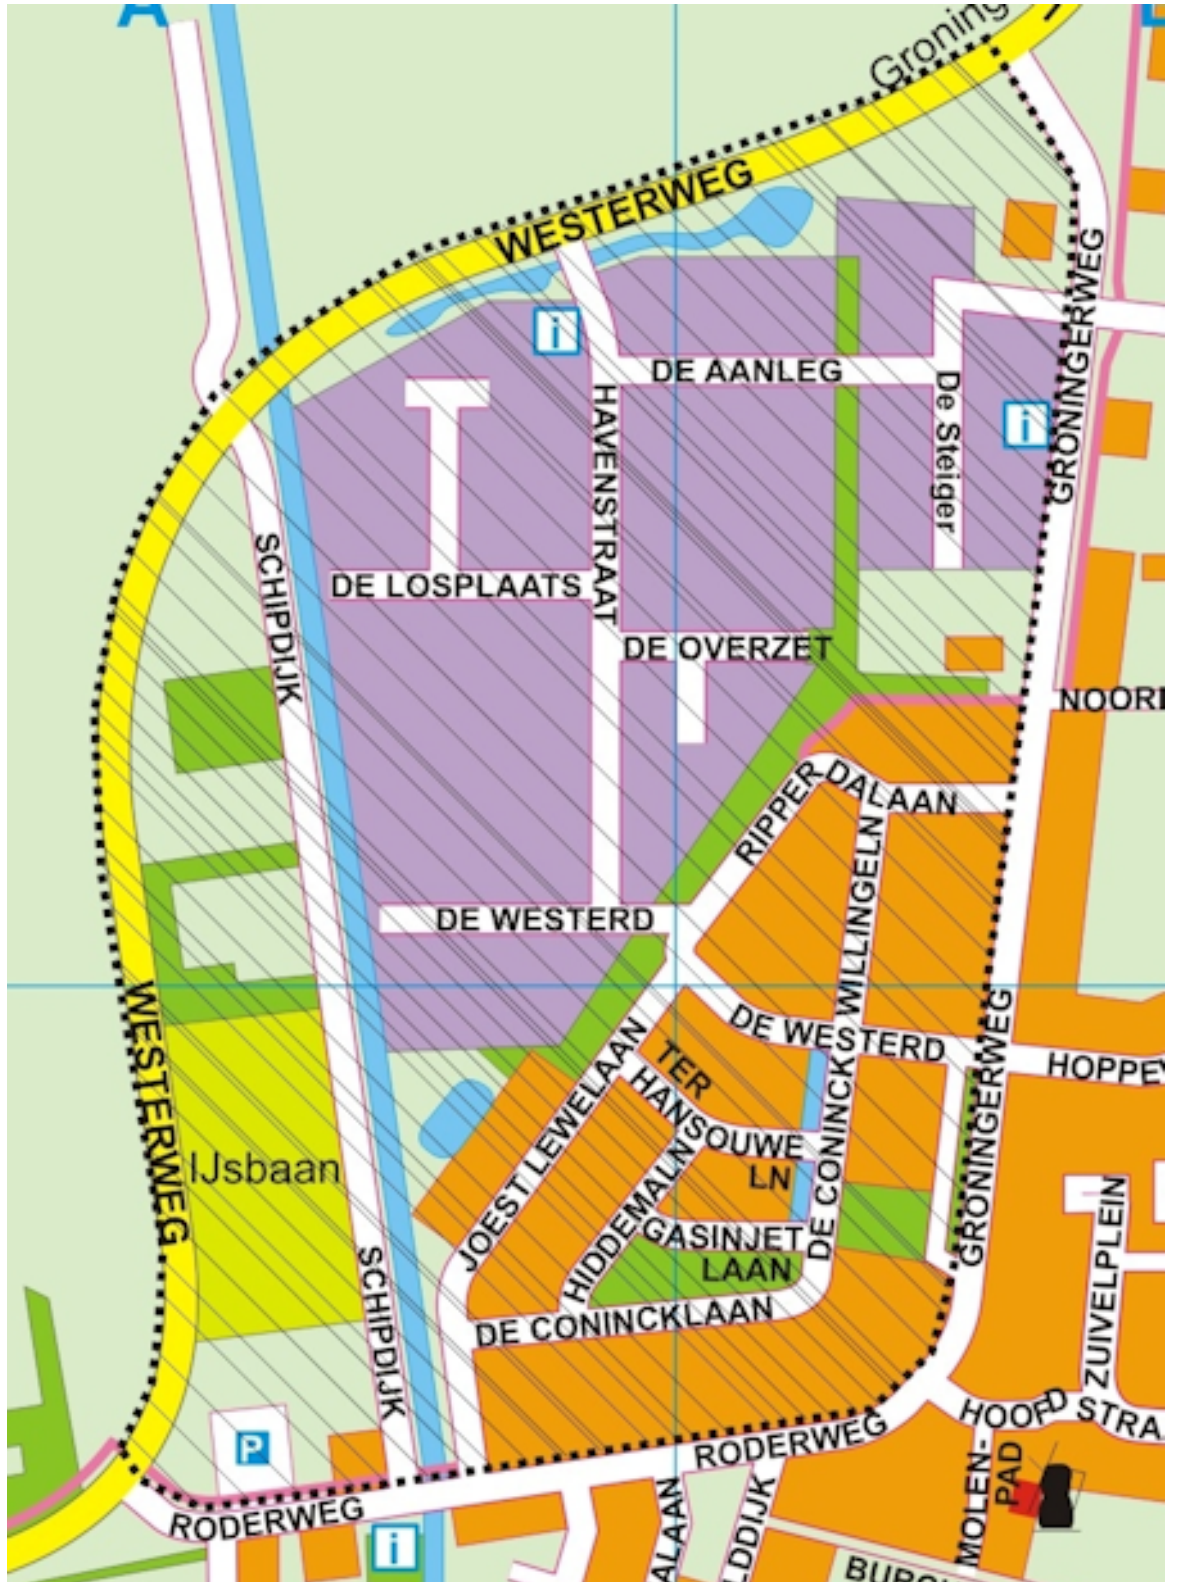 A
Groning
WESTERWEG
i
DE AANLEG
GRONINGERWEG
HAVENSTRAAT
De Steiger
i
SCHIPDIJK
DE LOSPLAATS
DE OVERZET
NOOR
RIPPERDALAAN
DE WESTERD
WILLINGELN
WESTERWEG
DE WESTERD
GRONINGERWEG
HOPPE
JOEST LEWELAAN
TER
HANSOUWE
LN
DE CONINCK
IJsbaan
HIDDEMALN
GASINJET
LAAN
ZUIVELPLEIN
SCHIPDIJK
DE CONINCKLAAN
HOOFDSTRA
P
RODERWEG
MOLEN-
PAD
RODERWEG
i
ALAAN
LDDIJK